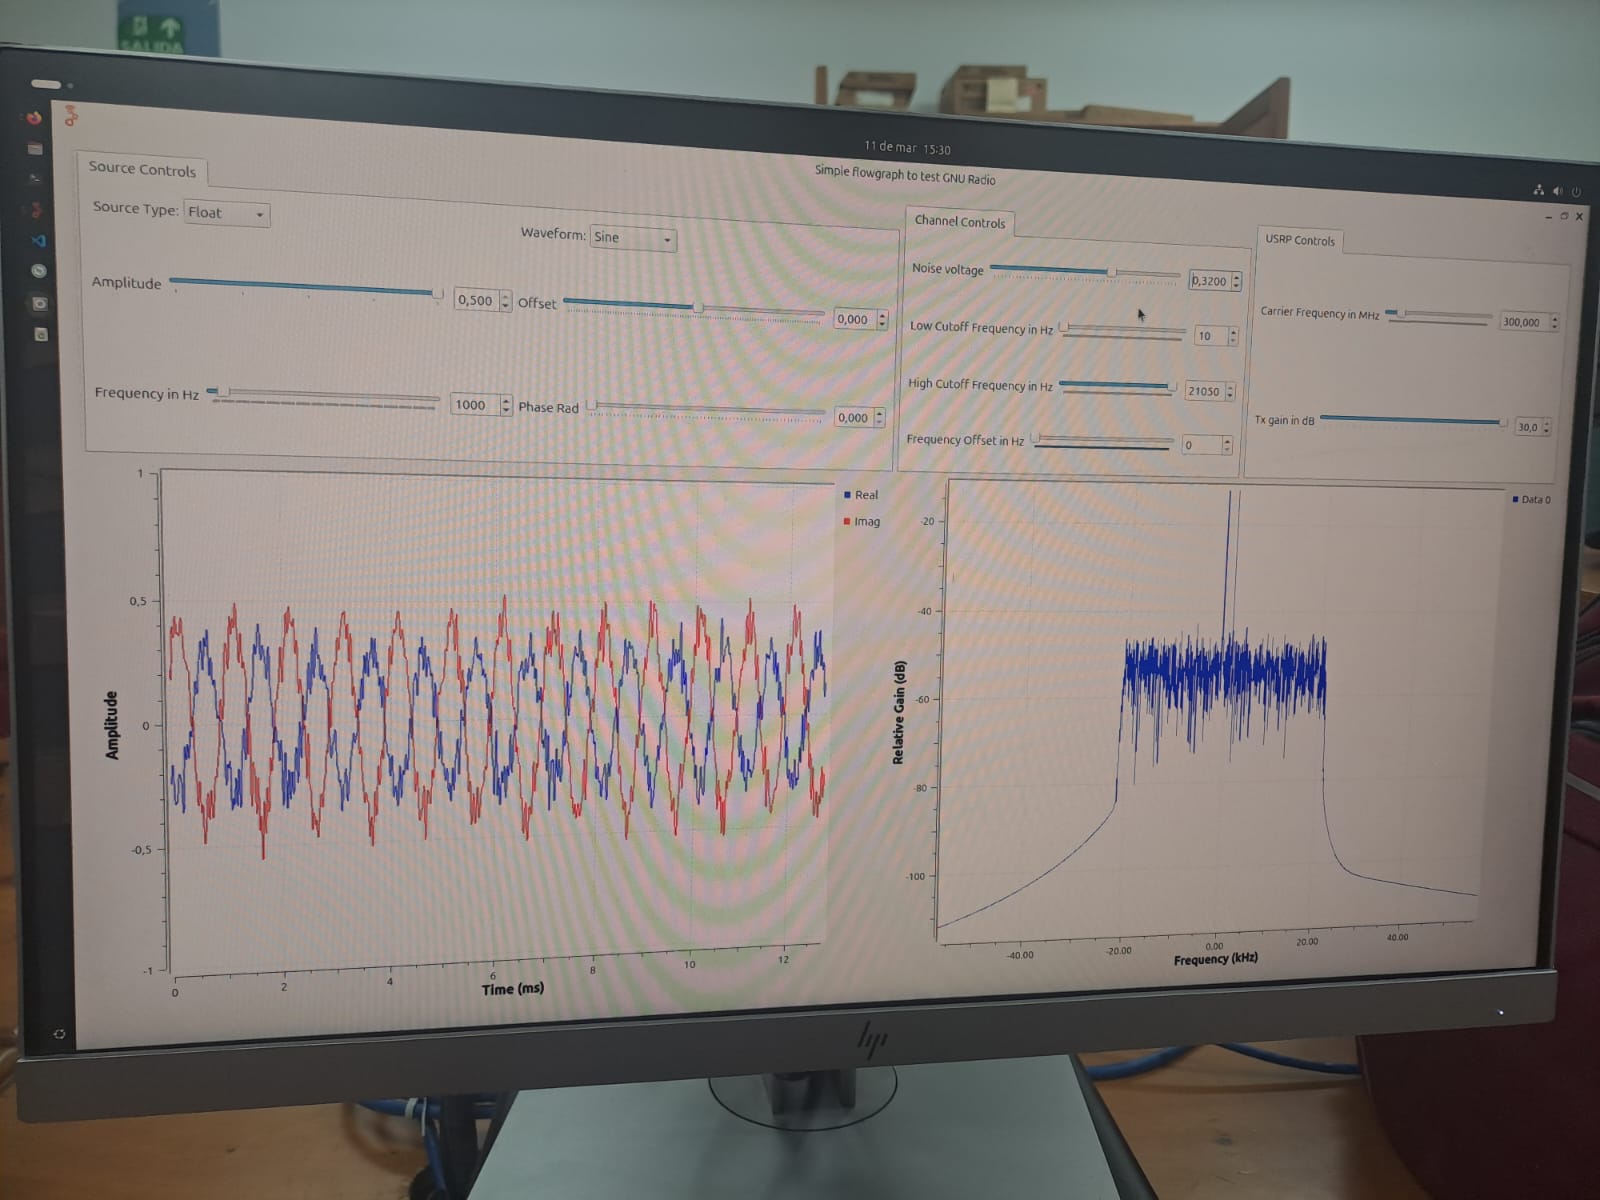 SALIDA
11 de mar 15:30
Simple flowgraph to test GNU Radio
Source Controls
Source Type: Float
Waveform: Sine
Amplitude 0,500
Offset 0,000
Frequency in Hz 1000
Phase Rad 0,000
Channel Controls
Noise voltage 0,3200
Low Cutoff Frequency in Hz 10
High Cutoff Frequency in Hz 21050
Frequency Offset in Hz 0
USRP Controls
Carrier Frequency in MHz 300,000
Tx gain in dB 30,0
1
0,5
0
-0,5
-1
Amplitude
0 2 4 6 8 10 12
Time (ms)
Real
Imag
-20
-40
-60
-80
-100
Relative Gain (dB)
-40.00 -20.00 0.00 20.00 40.00
Frequency (kHz)
Data 0
hp